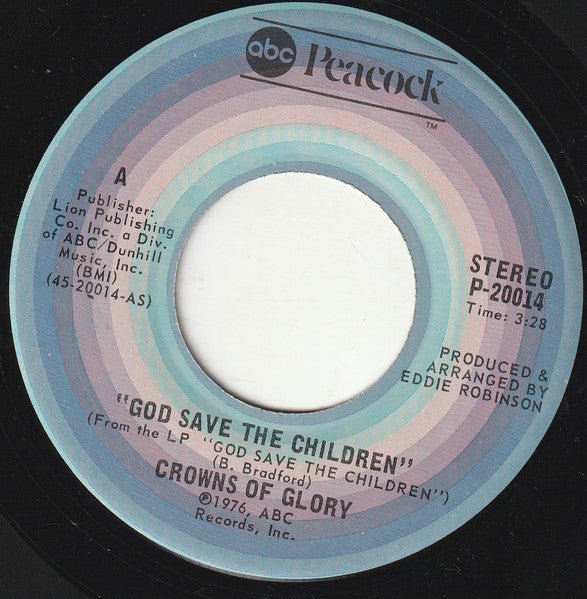 abc Peacock
™
A
Publisher:
Lion Publishing
Co. Inc. a Div.
of ABC/Dunhill
Music, Inc.
(BMI)
(45-20014-AS)
STEREO
P-20014
Time: 3:28
PRODUCED &
ARRANGED BY
EDDIE ROBINSON
"GOD SAVE THE CHILDREN"
(From the LP "GOD SAVE THE CHILDREN")
(B. Bradford)
CROWNS OF GLORY
℗1976, ABC
Records, Inc.